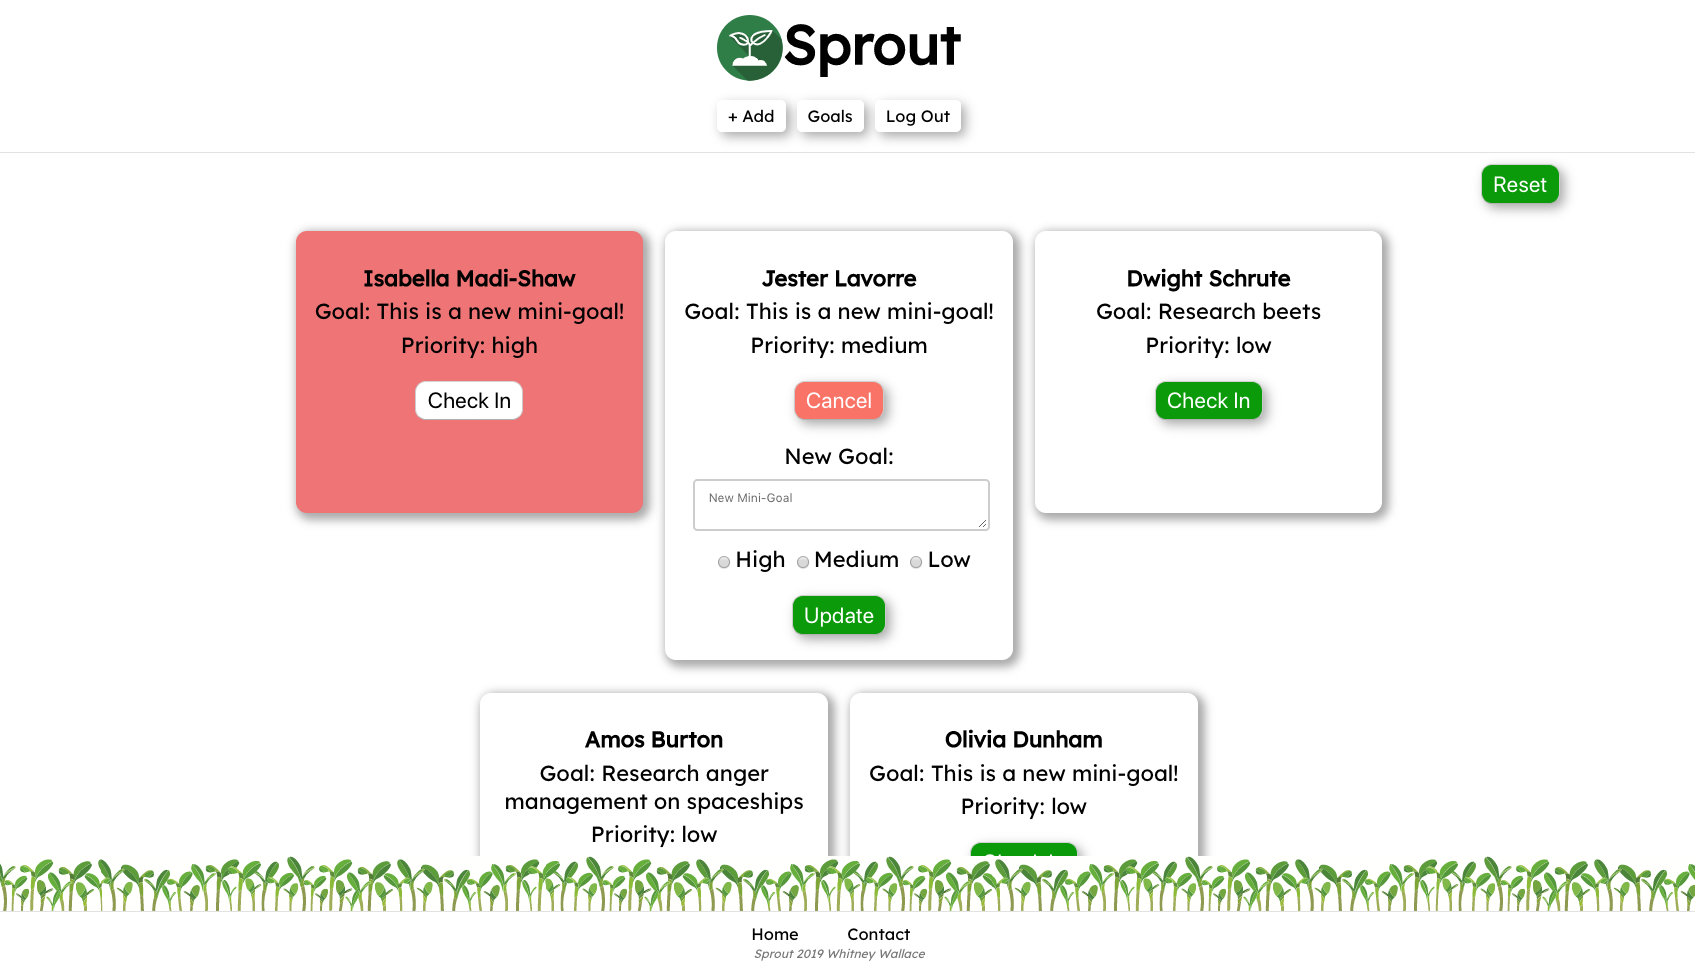 Sprout
+ Add Goals Log Out
Reset
Isabella Madi-Shaw
Goal: This is a new mini-goal!
Priority: high
Check In
Jester Lavorre
Goal: This is a new mini-goal!
Priority: medium
Cancel
New Goal:
New Mini-Goal
High Medium Low
Update
Dwight Schrute
Goal: Research beets
Priority: low
Check In
Amos Burton
Goal: Research anger
management on spaceships
Priority: low
Olivia Dunham
Goal: This is a new mini-goal!
Priority: low
Home Contact
Sprout 2019 Whitney Wallace